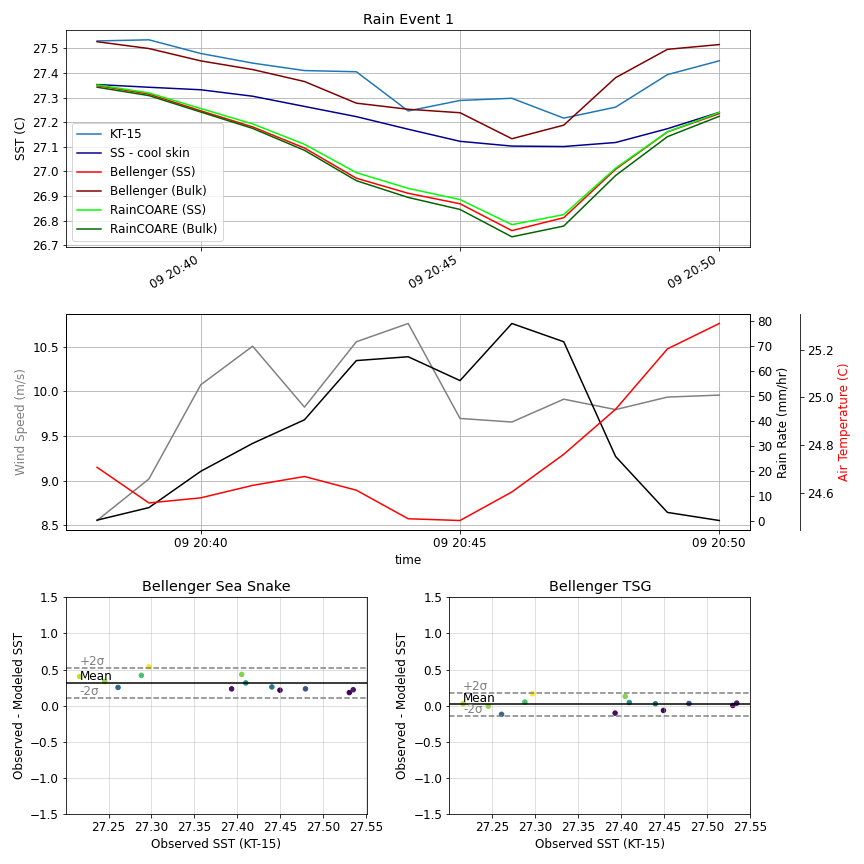 Rain Event 1
27.5
27.4
27.3
27.2
27.1
27.0
26.9
26.8
26.7
SST (C)
KT-15
SS - cool skin
Bellenger (SS)
Bellenger (Bulk)
RainCOARE (SS)
RainCOARE (Bulk)
09 20:40
09 20:45
09 20:50
10.5
10.0
9.5
9.0
8.5
Wind Speed (m/s)
80
70
60
50
40
30
20
10
0
Rain Rate (mm/hr)
25.2
25.0
24.8
24.6
Air Temperature (C)
09 20:40
09 20:45
09 20:50
time
Bellenger Sea Snake
1.5
1.0
0.5
0.0
−0.5
−1.0
−1.5
Observed - Modeled SST
+2σ
Mean
-2σ
27.25
27.30
27.35
27.40
27.45
27.50
27.55
Observed SST (KT-15)
Bellenger TSG
1.5
1.0
0.5
0.0
−0.5
−1.0
−1.5
Observed - Modeled SST
+2σ
Mean
-2σ
27.25
27.30
27.35
27.40
27.45
27.50
27.55
Observed SST (KT-15)